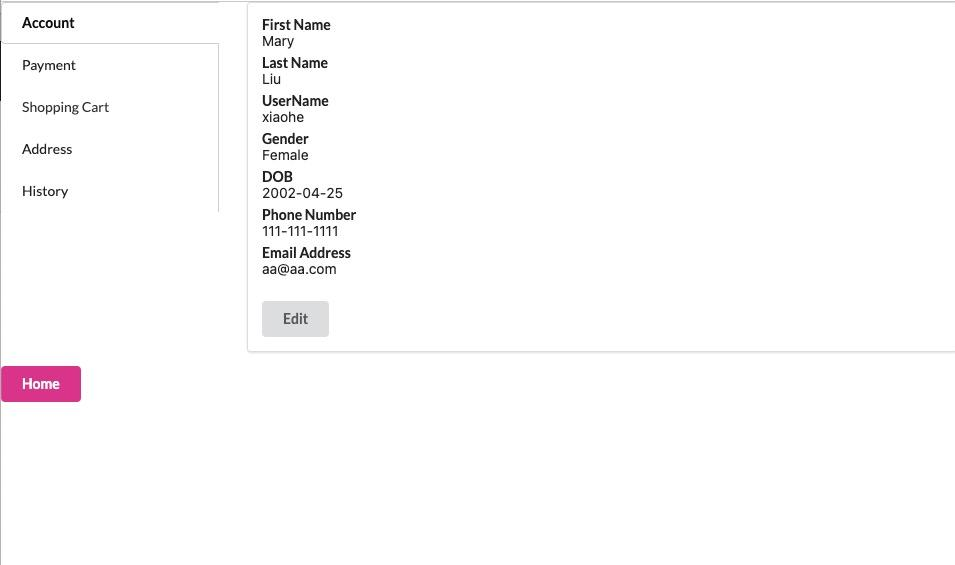 Account
Payment
Shopping Cart
Address
History
First Name
Mary
Last Name
Liu
UserName
xiaohe
Gender
Female
DOB
2002-04-25
Phone Number
111-111-1111
Email Address
aa@aa.com
Edit
Home